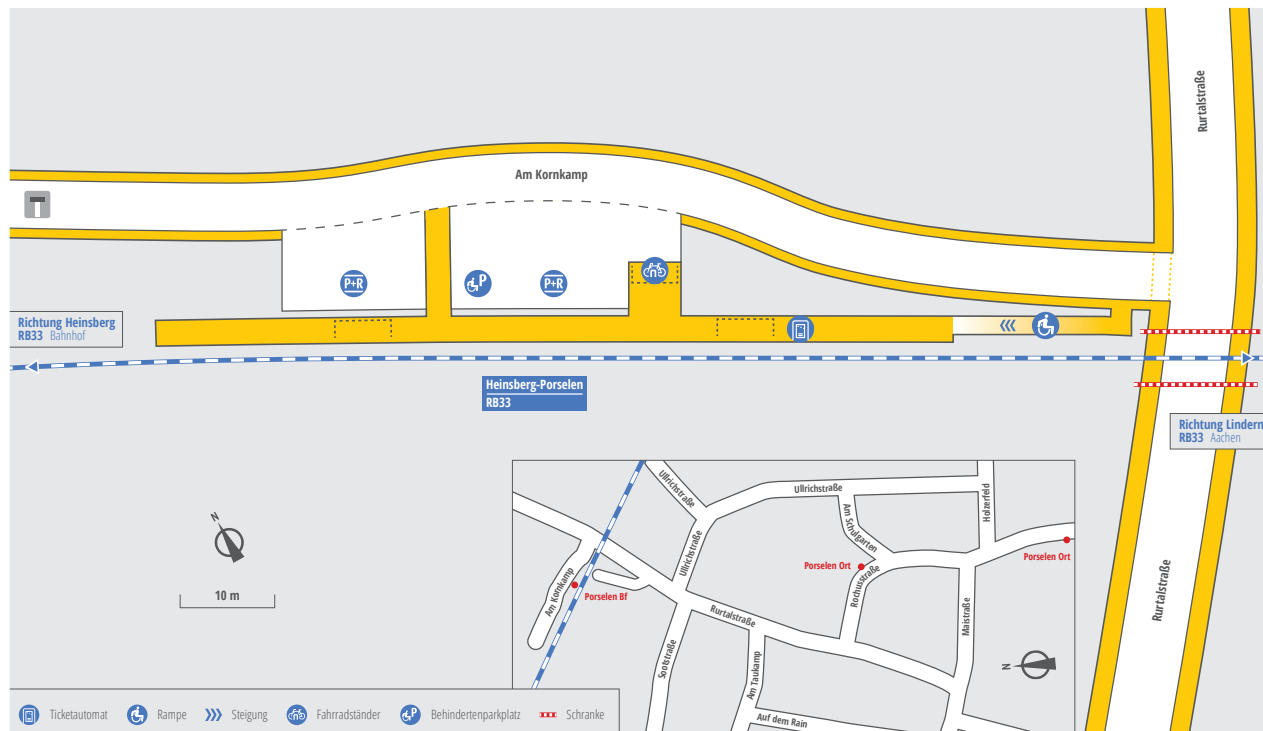 Rurtalstraße
Am Kornkamp
P+R
P
P+R
Richtung Heinsberg
RB33 Bahnhof
Heinsberg-Porselen
RB33
Richtung Lindern
RB33 Aachen
N
10 m
Ullrichstraße
Ullrichstraße
Holzerfeld
Am Schulgarten
Ullrichstraße
Porselen Ort
Porselen Ort
Rochusstraße
Am Kornkamp
Porselen Bf
Rurtalstraße
Maistraße
Sootstraße
Am Taukamp
Auf dem Rain
N
Rurtalstraße
Ticketautomat
Rampe
Steigung
Fahrradständer
P
Behindertenparkplatz
Schranke